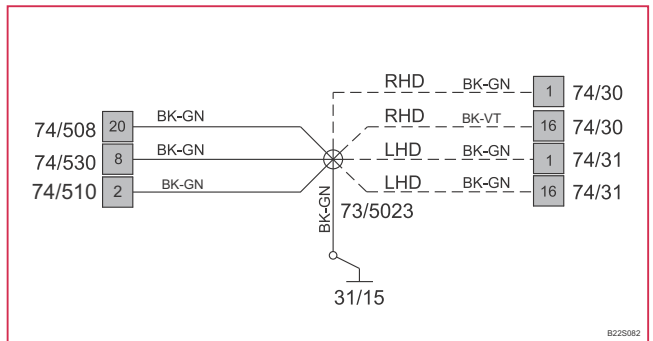 RHD BK-GN 1 74/30
74/508 20 BK-GN RHD BK-VT 16 74/30
74/530 8 BK-GN LHD BK-GN 1 74/31
74/510 2 BK-GN LHD BK-GN 16 74/31
73/5023
BK-GN
31/15
B22S082